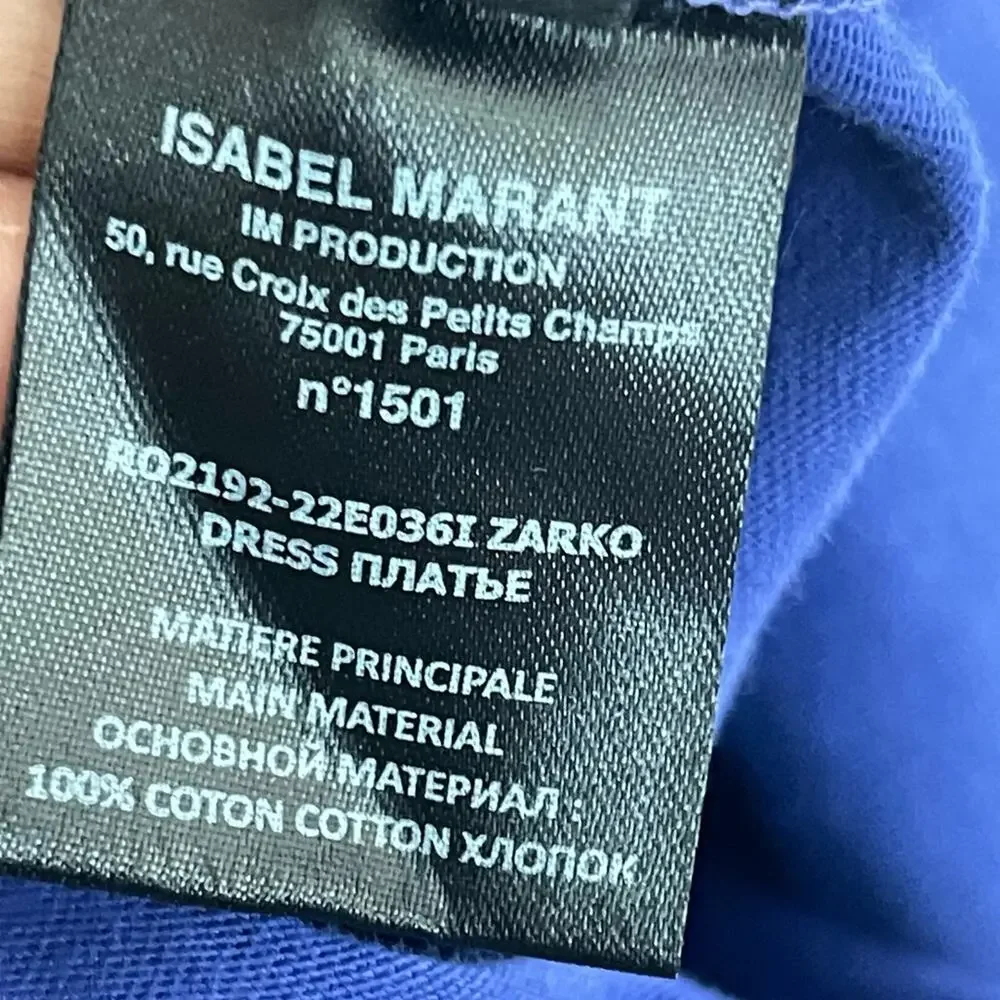 ISABEL MARANT
IM PRODUCTION
50, rue Croix des Petits Champs
75001 Paris
n°1501
RO2192-22E036I ZARKO
DRESS ПЛАТЬЕ
MATIERE PRINCIPALE
MAIN MATERIAL
ОСНОВНОЙ МАТЕРИАЛ :
100% COTON COTTON ХЛОПОК